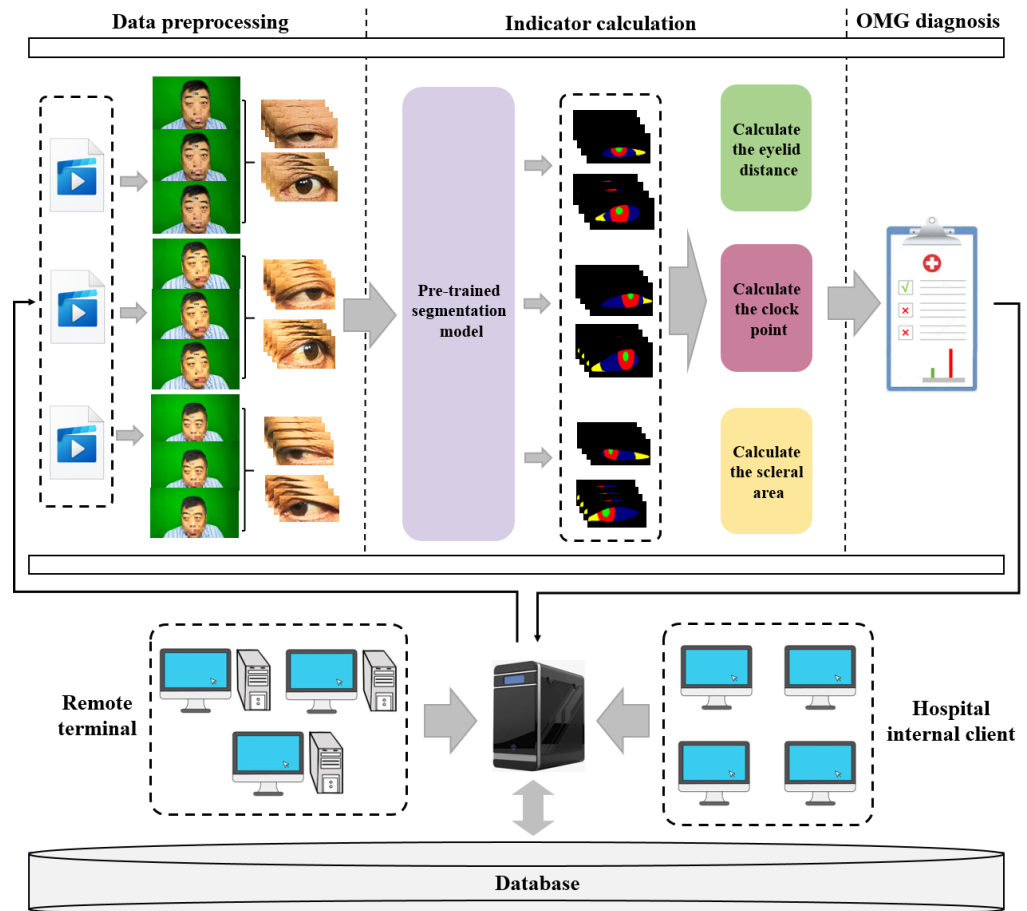 Data preprocessing
Indicator calculation
OMG diagnosis
Pre-trained
segmentation
model
Calculate
the eyelid
distance
Calculate
the clock
point
Calculate
the scleral
area
Remote
terminal
Hospital
internal client
Database